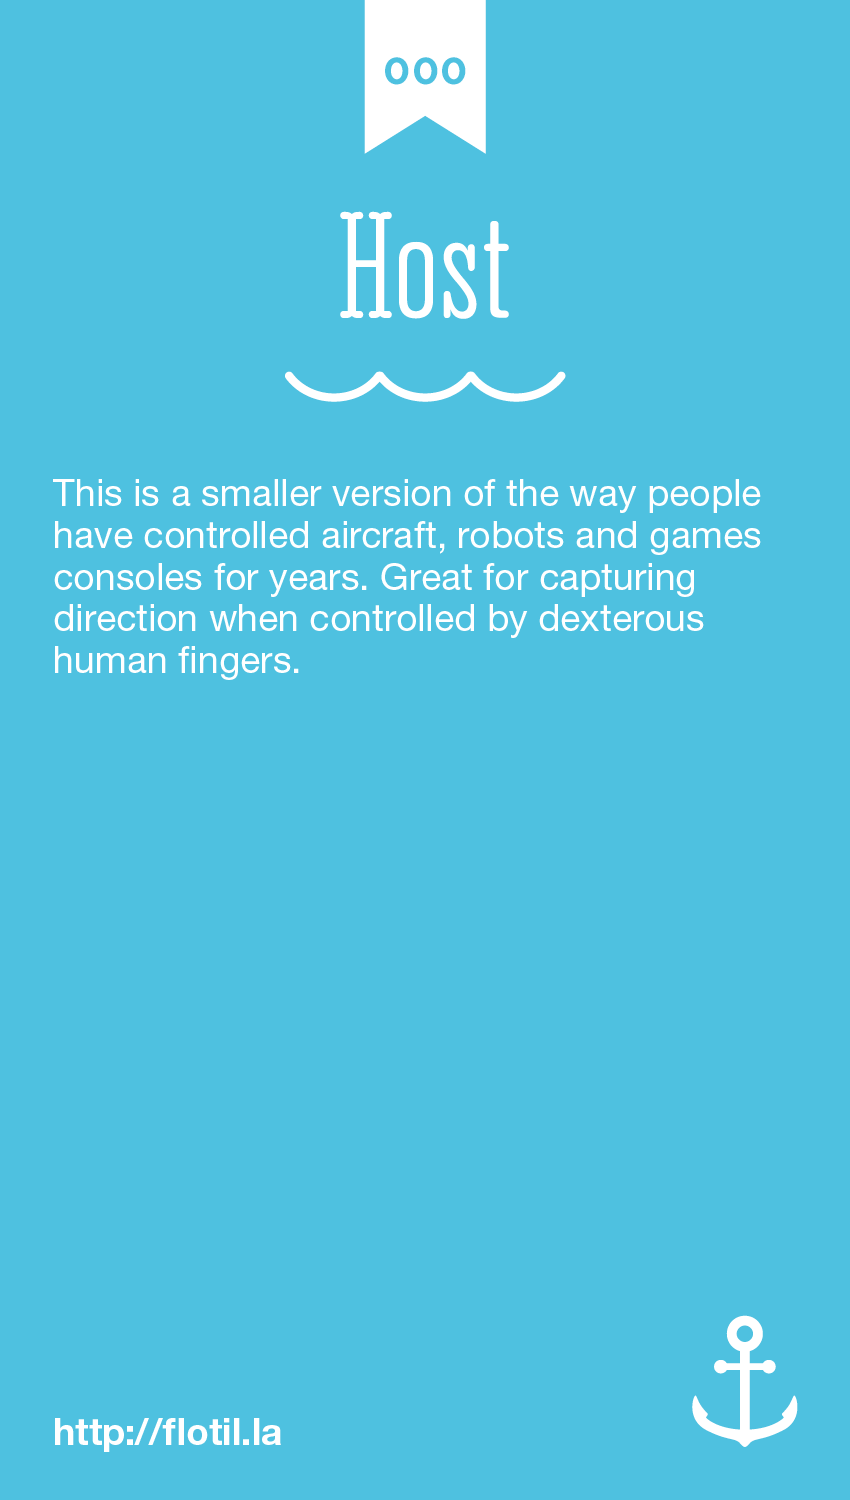 ooo
Host
This is a smaller version of the way people
have controlled aircraft, robots and games
consoles for years. Great for capturing
direction when controlled by dexterous
human fingers.
http://flotil.la